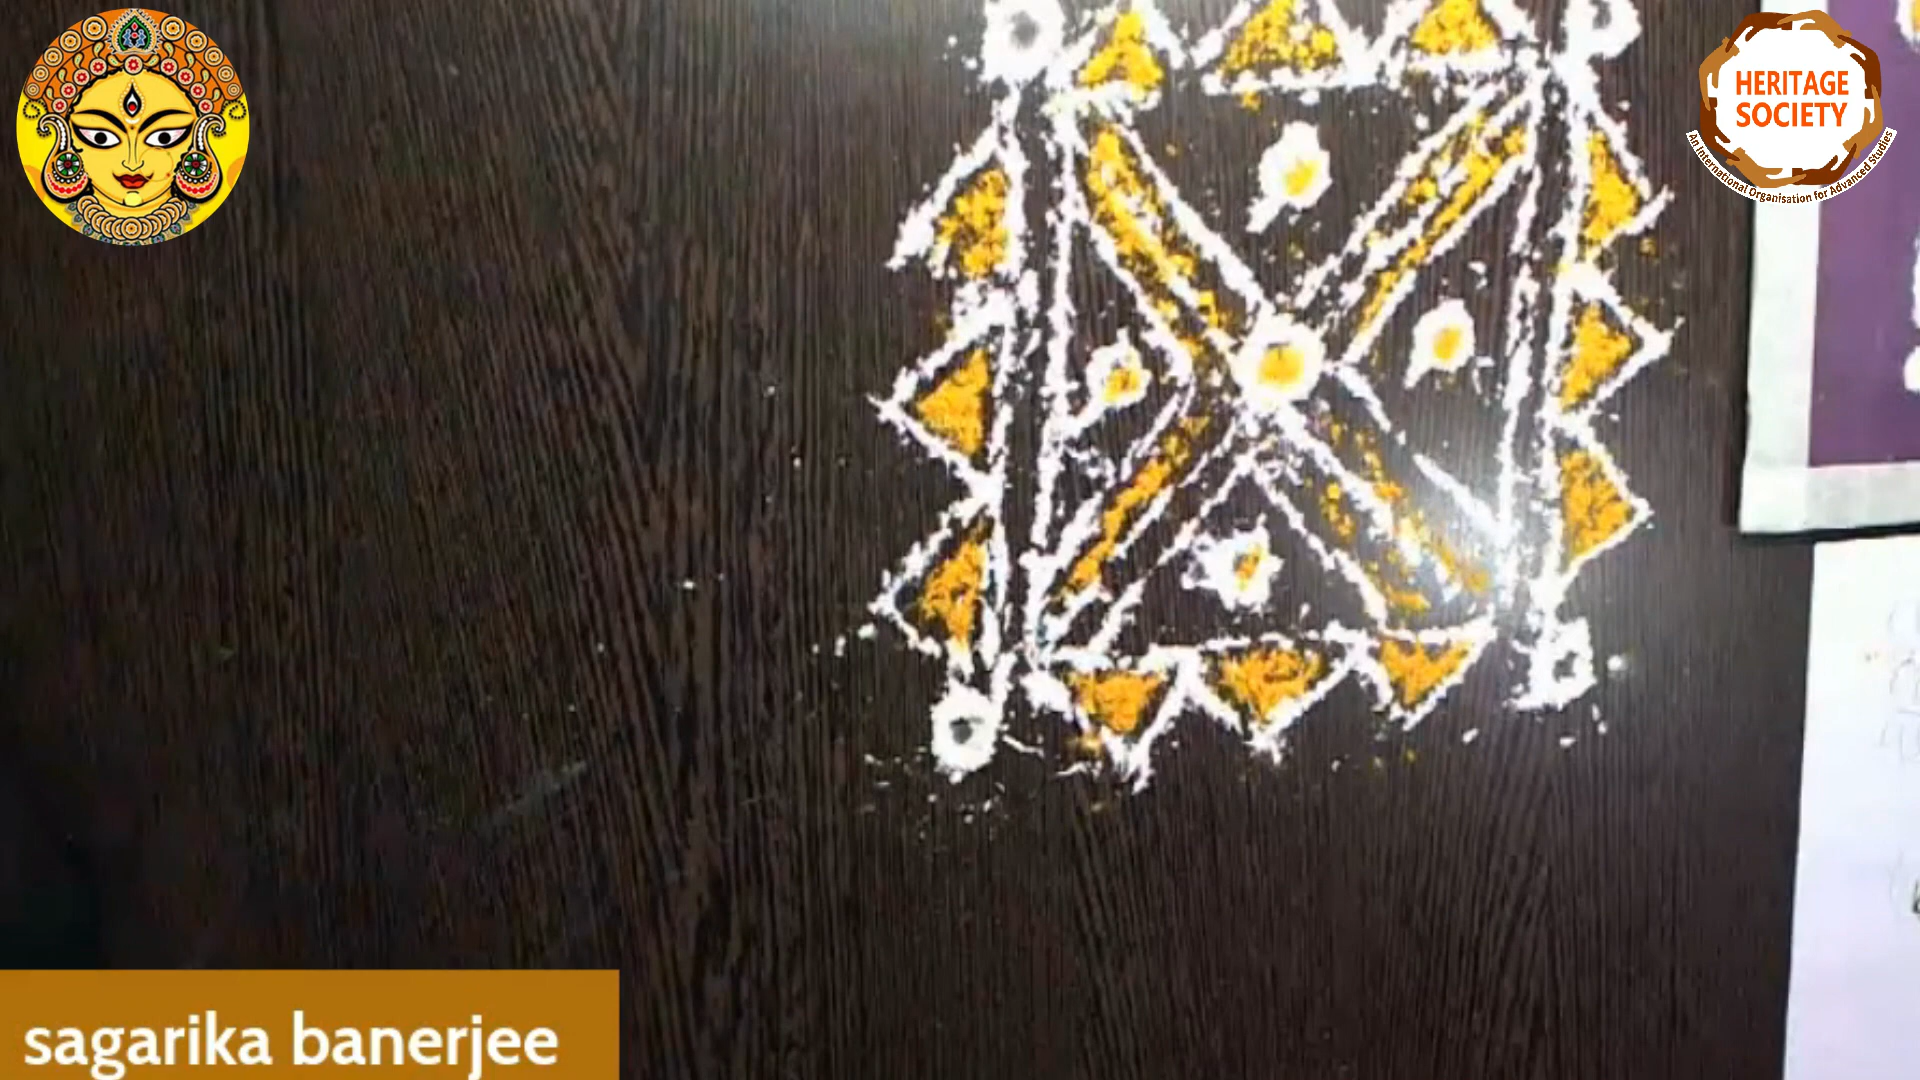 HERITAGE
SOCIETY
An International Organisation for Advanced Studies
sagarika banerjee